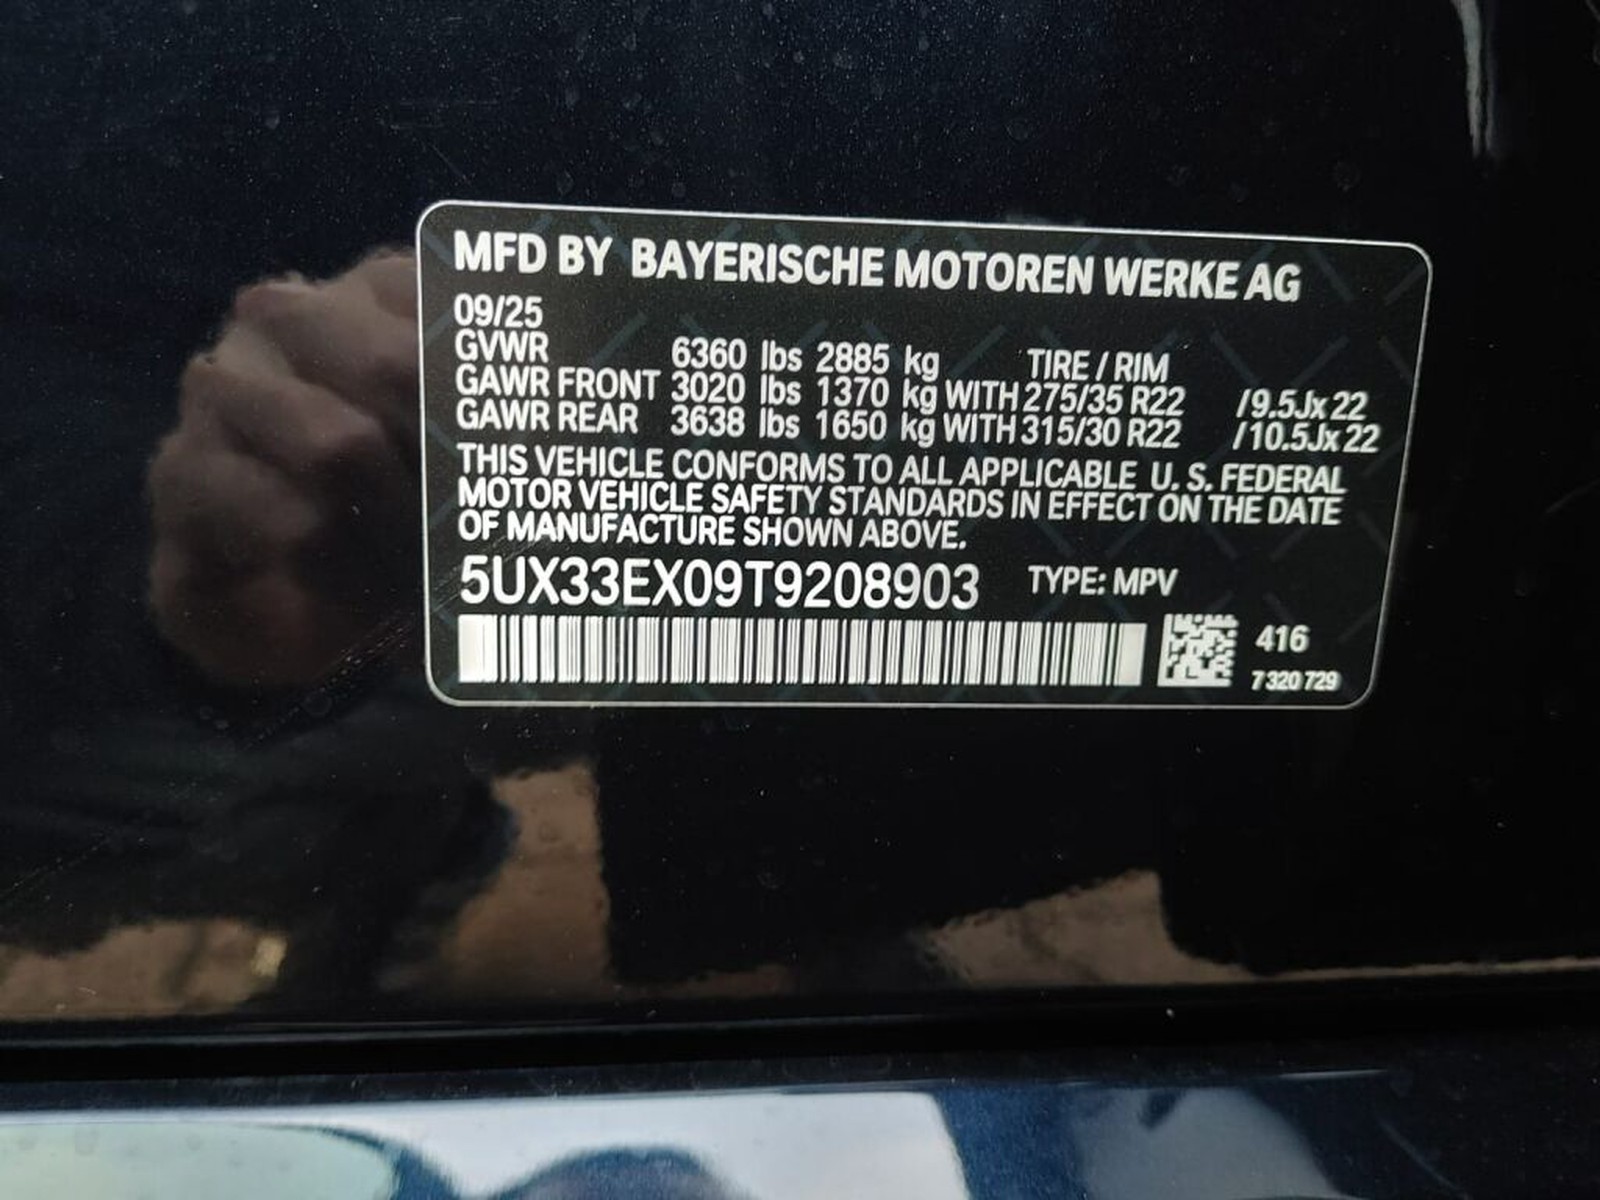 MFD BY BAYERISCHE MOTOREN WERKE AG
09/25
GVWR 6360 lbs 2885 kg TIRE / RIM
GAWR FRONT 3020 lbs 1370 kg WITH 275/35 R22 /9.5Jx22
GAWR REAR 3638 lbs 1650 kg WITH 315/30 R22 /10.5Jx22
THIS VEHICLE CONFORMS TO ALL APPLICABLE U. S. FEDERAL
MOTOR VEHICLE SAFETY STANDARDS IN EFFECT ON THE DATE
OF MANUFACTURE SHOWN ABOVE.
5UX33EX09T9208903 TYPE: MPV
416
7 320 729